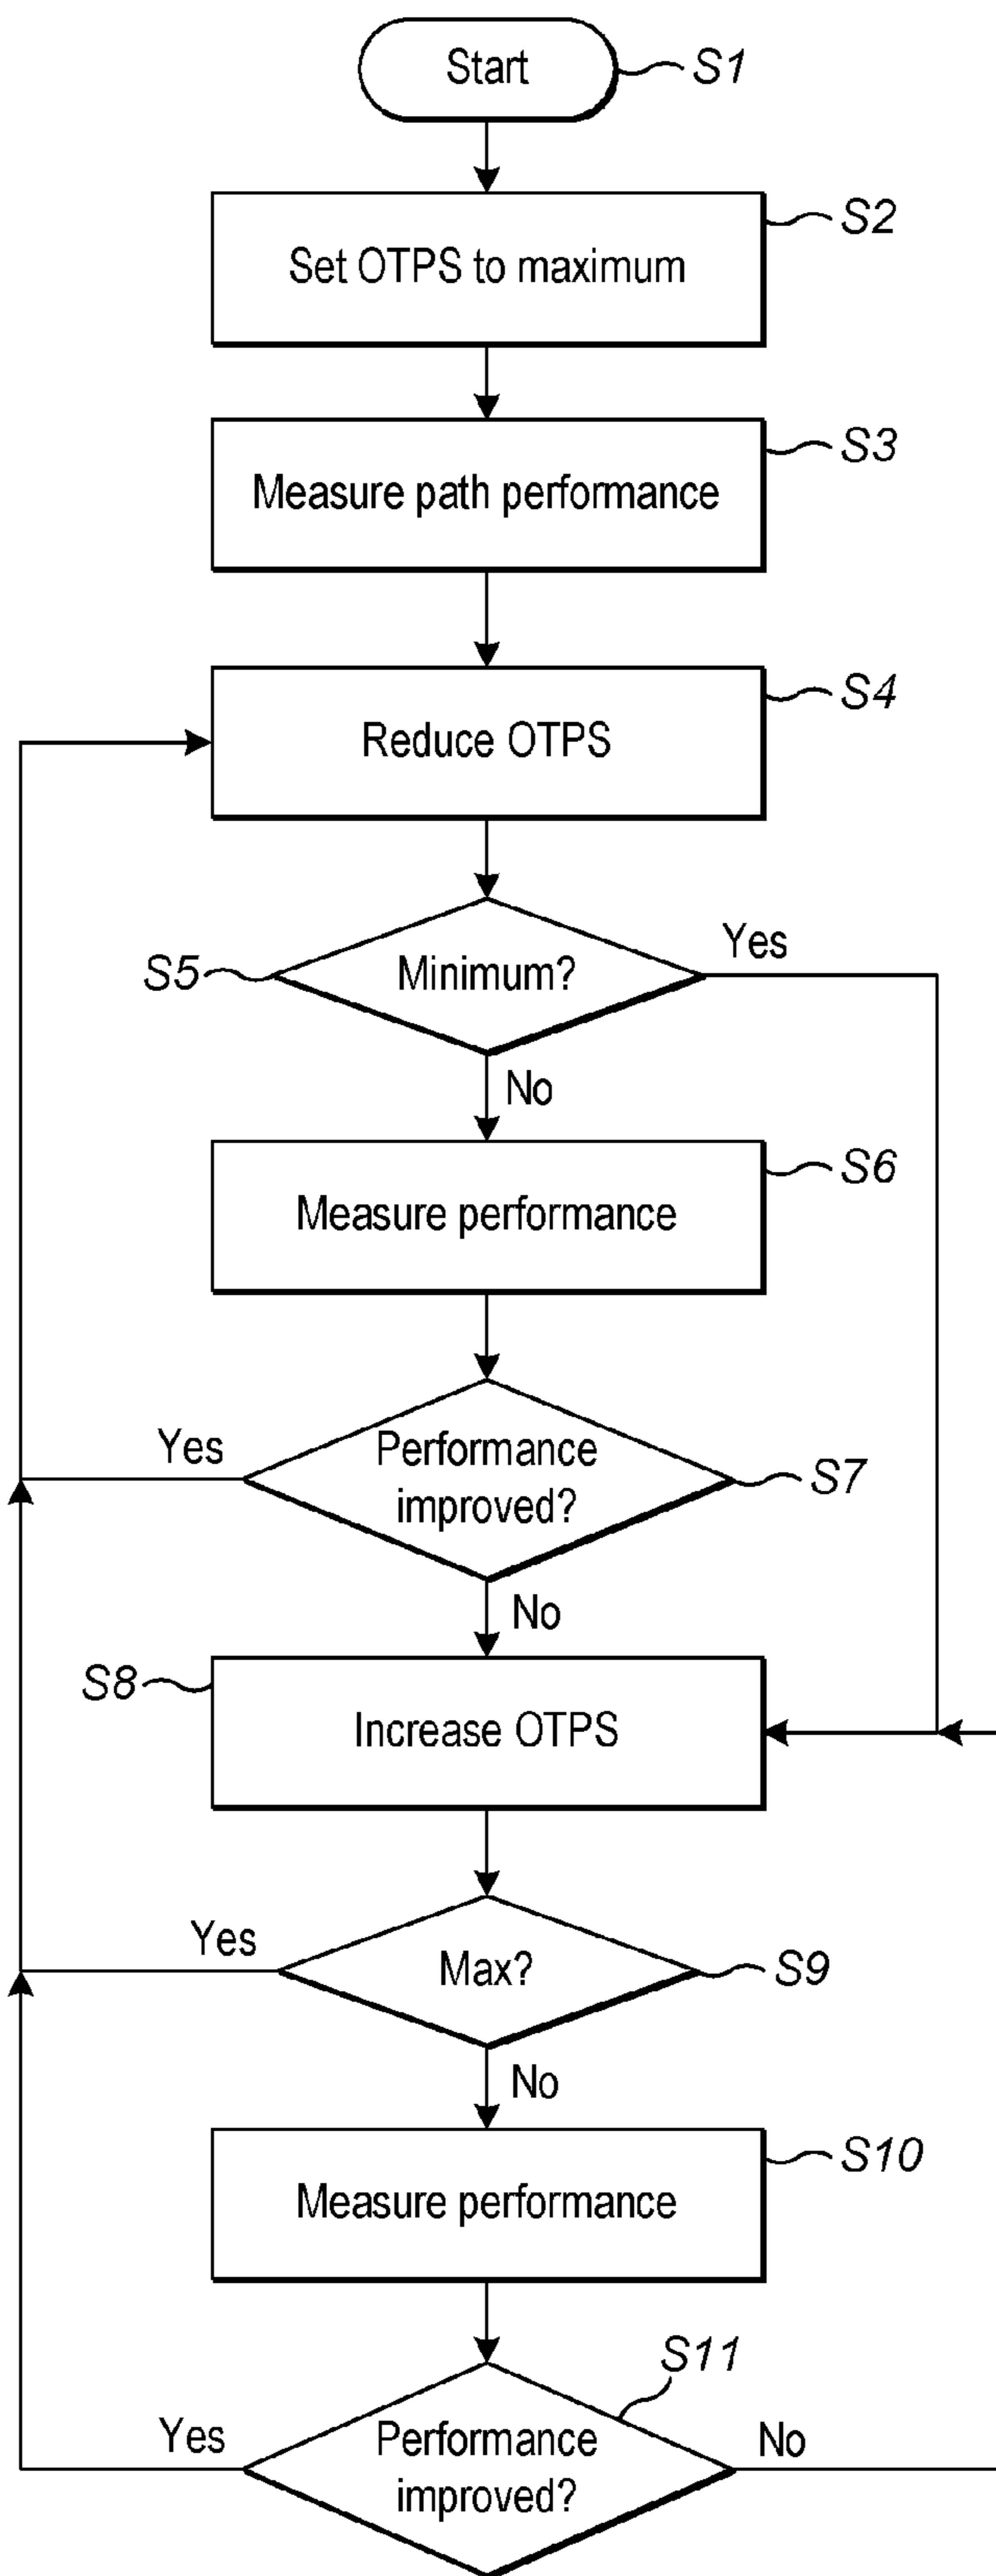 Start
S1
S2
Set OTPS to maximum
S3
Measure path performance
S4
Reduce OTPS
Yes
S5
Minimum?
No
S6
Measure performance
Yes
Performance
improved?
S7
No
S8
Increase OTPS
Yes
Max?
S9
No
S10
Measure performance
S11
Yes
Performance
improved?
No